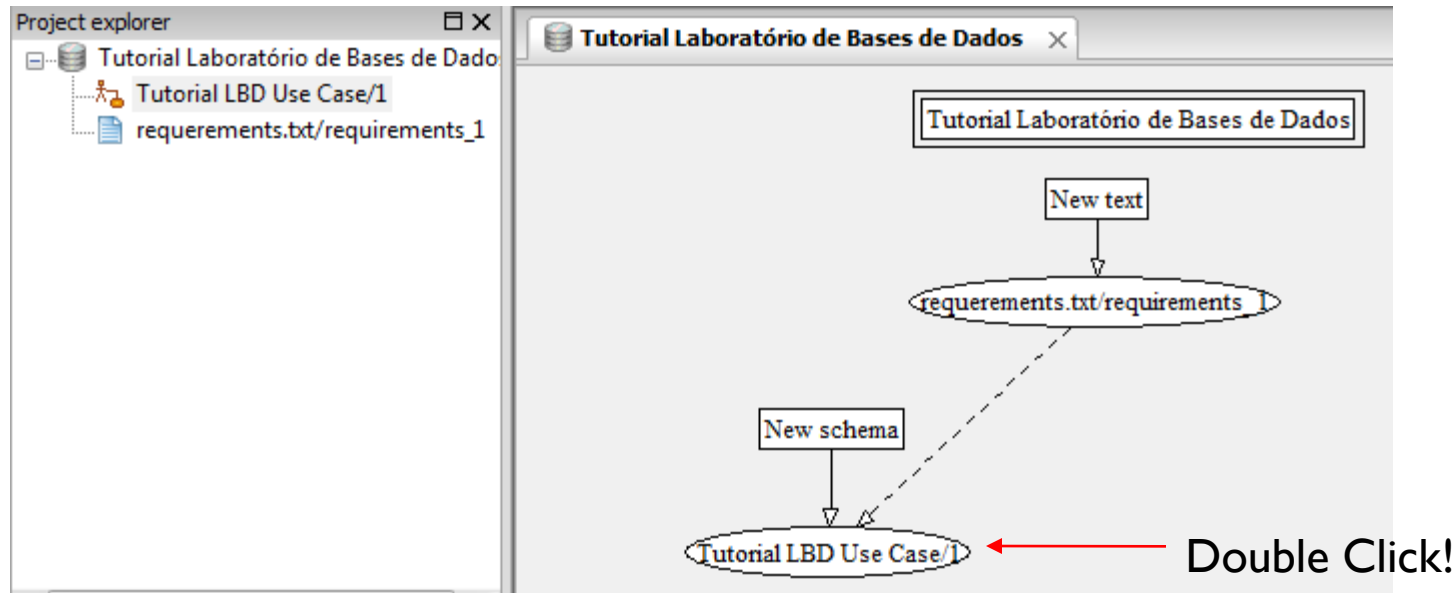 Project explorer
Tutorial Laboratório de Bases de Dado
Tutorial LBD Use Case/1
requerements.txt/requirements_1
Tutorial Laboratório de Bases de Dados
Tutorial Laboratório de Bases de Dados
New text
requerements.txt/requirements_1
New schema
Tutorial LBD Use Case/1
Double Click!